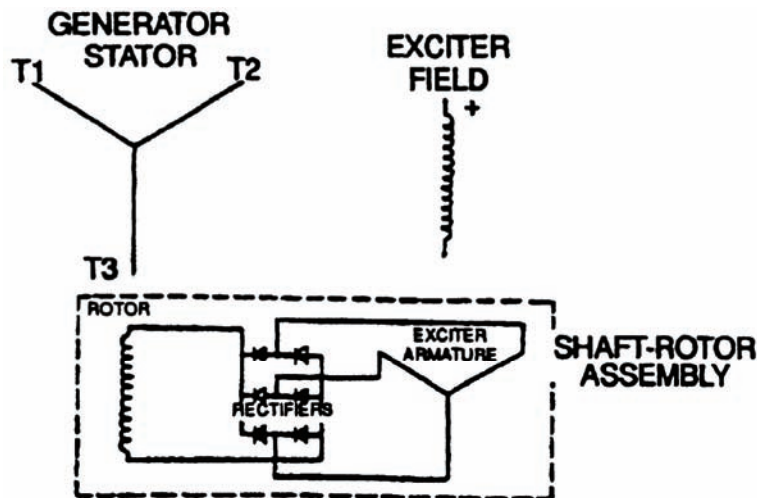 GENERATOR
STATOR
T1
T2
T3
EXCITER
FIELD
+
ROTOR
EXCITER
ARMATURE
RECTIFIERS
SHAFT-ROTOR
ASSEMBLY